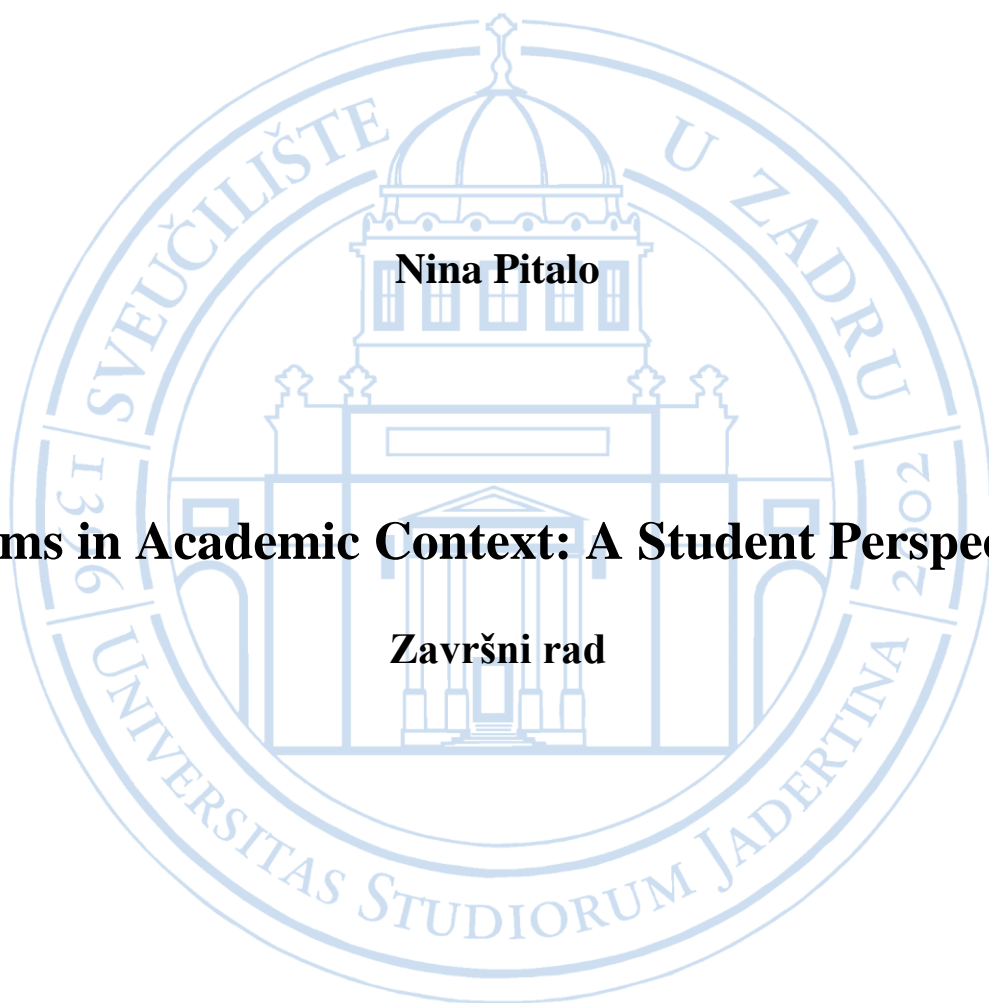 SVEUČILIŠTE U ZADRU
Nina Pitalo
1396
2002
ms in Academic Context: A Student Perspec
Završni rad
UNIVERSITAS STUDIORUM JADERTINA